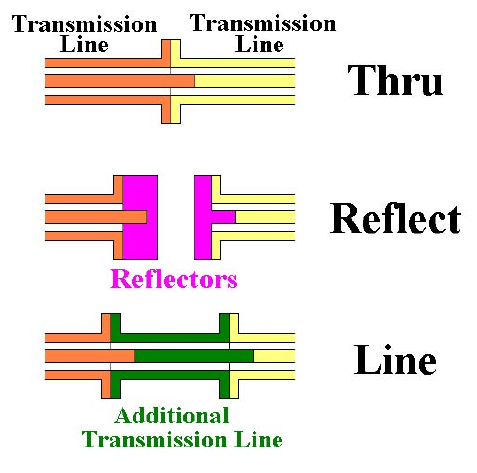 Transmission Line
Transmission Line
Thru
Reflect
Reflectors
Line
Additional
Transmission Line